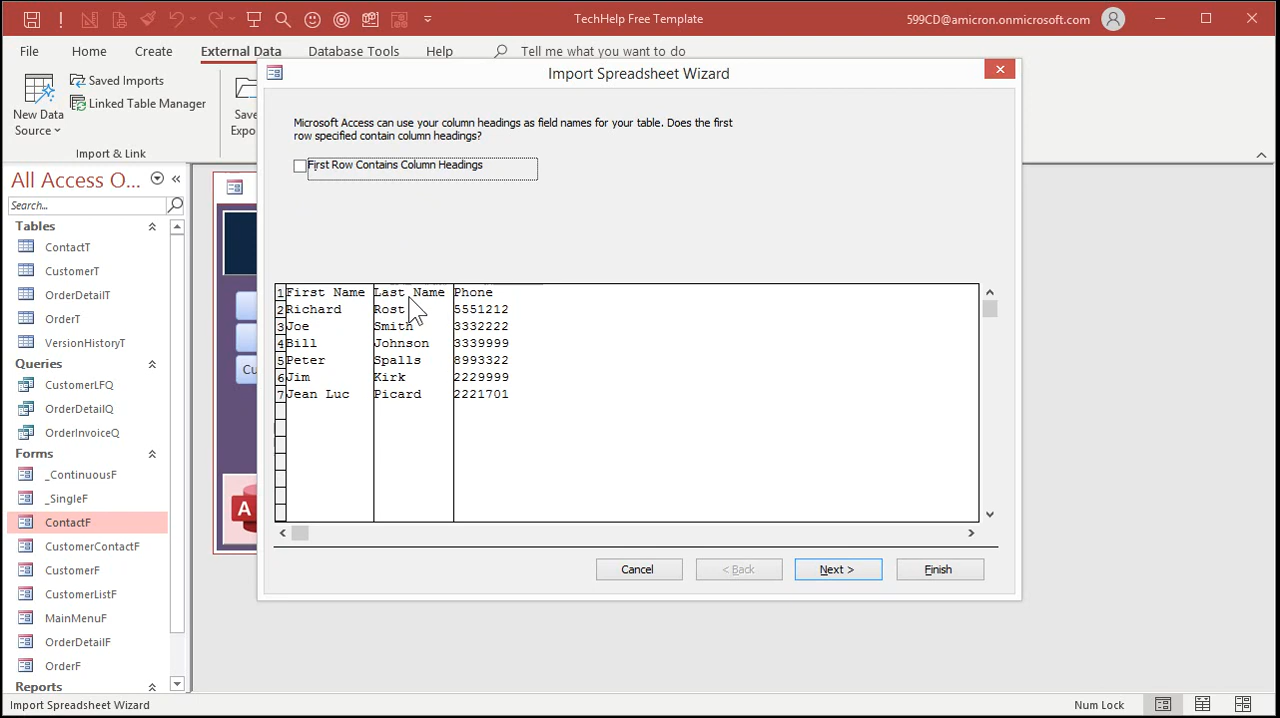 TechHelp Free Template
599CD@amicron.onmicrosoft.com
File Home Create External Data Database Tools Help Tell me what you want to do
New Data Source
Saved Imports
Linked Table Manager
Import & Link
Save
Expo
All Access O...
Search...
Tables
ContactT
CustomerT
OrderDetailT
OrderT
VersionHistoryT
Queries
CustomerLFQ
OrderDetailQ
OrderInvoiceQ
Forms
_ContinuousF
_SingleF
ContactF
CustomerContactF
CustomerF
CustomerListF
MainMenuF
OrderDetailF
OrderF
Reports
Cu
A
Import Spreadsheet Wizard
Microsoft Access can use your column headings as field names for your table. Does the first
row specified contain column headings?
First Row Contains Column Headings
1 First Name Last Name Phone
2 Richard Rost 5551212
3 Joe Smith 3332222
4 Bill Johnson 3339999
5 Peter Spalls 8993322
6 Jim Kirk 2229999
7 Jean Luc Picard 2221701
Cancel < Back Next > Finish
Import Spreadsheet Wizard
Num Lock